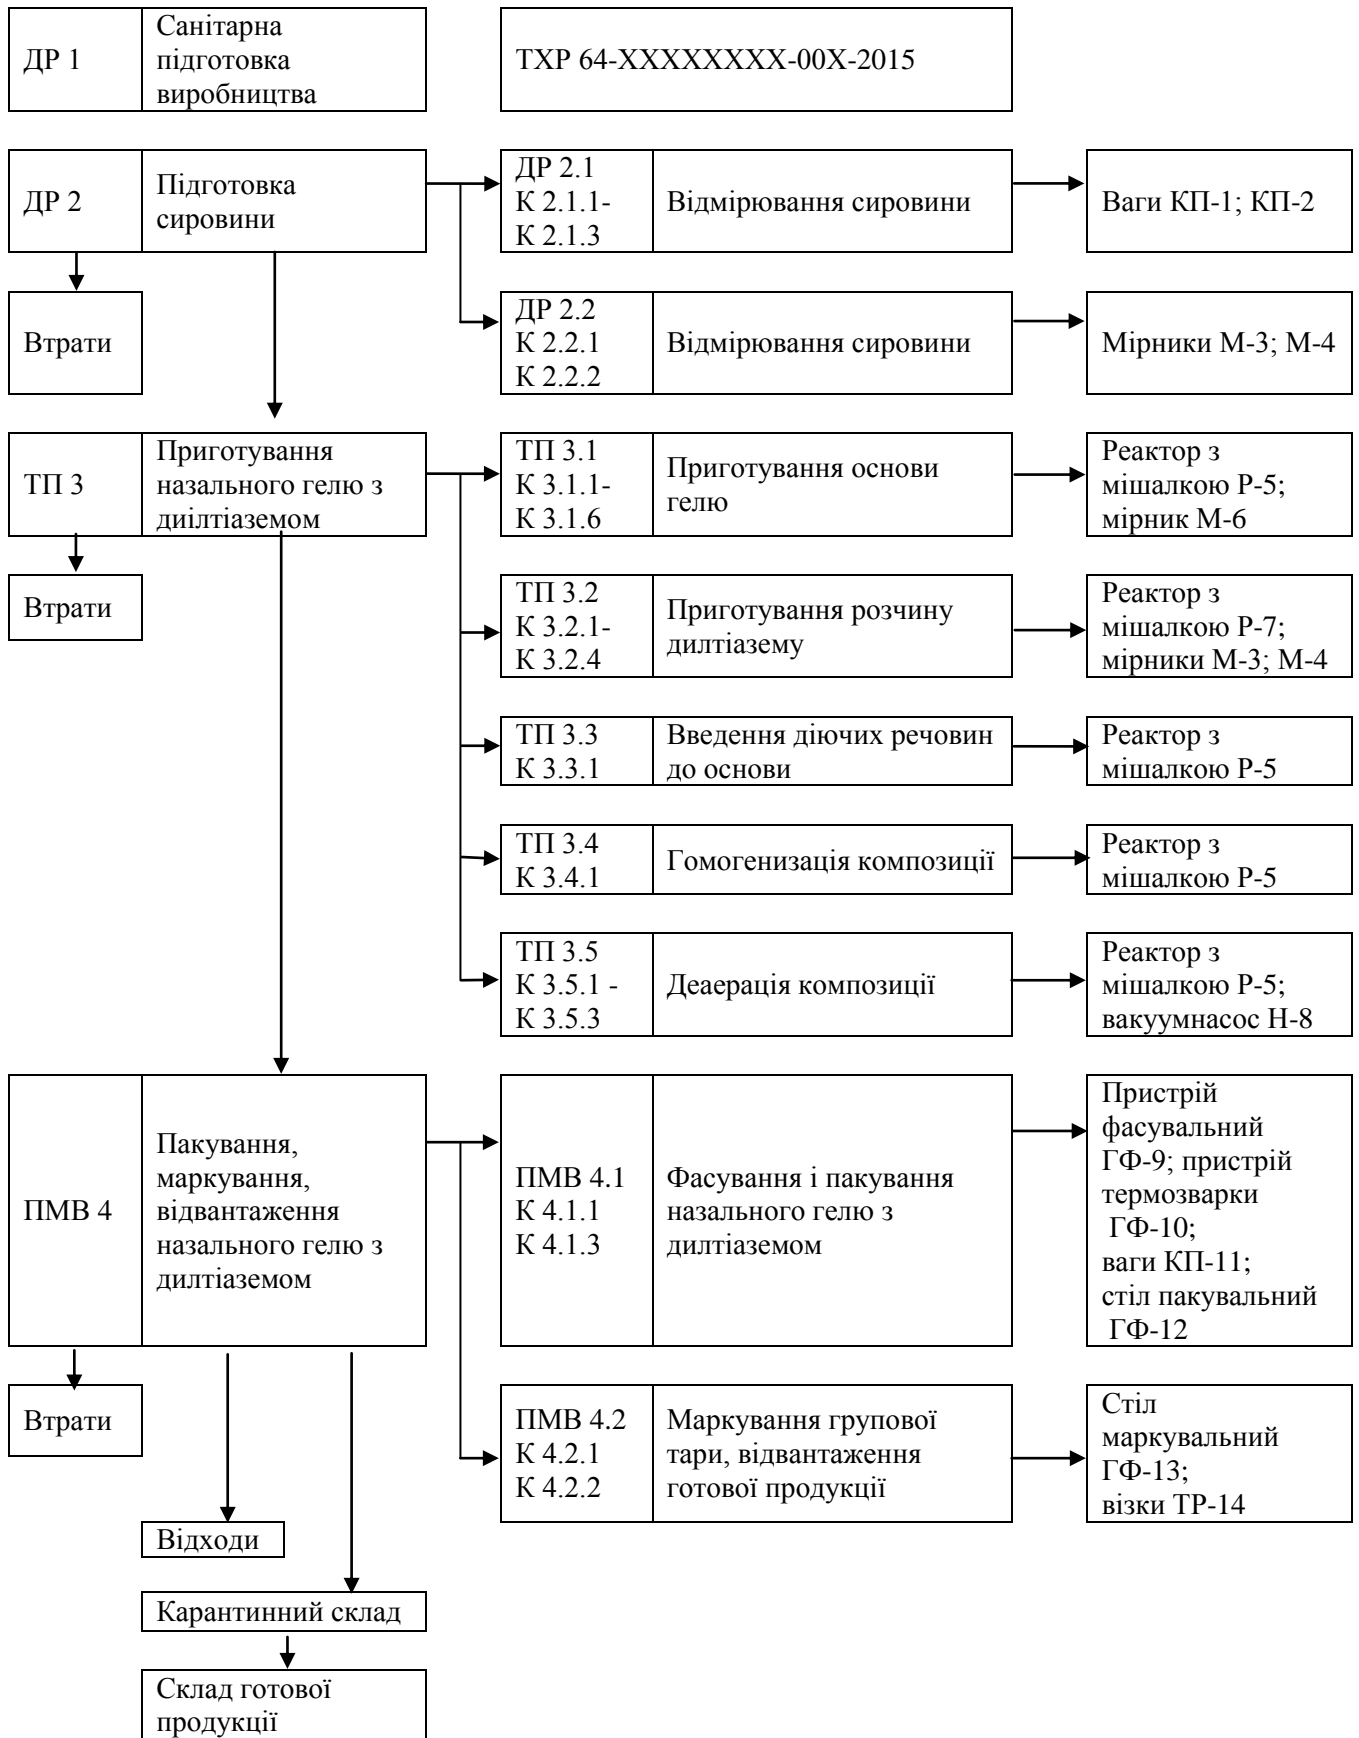 ДР 1
Санітарна
підготовка
виробництва
ТХР 64-ХХХХХХХХ-00Х-2015
ДР 2
Підготовка
сировини
ДР 2.1
К 2.1.1-
К 2.1.3
Відмірювання сировини
Ваги КП-1; КП-2
Втрати
ДР 2.2
К 2.2.1
К 2.2.2
Відмірювання сировини
Мірники М-3; М-4
ТП 3
Приготування
назального гелю з
диілтіаземом
ТП 3.1
К 3.1.1-
К 3.1.6
Приготування основи
гелю
Реактор з
мішалкою Р-5;
мірник М-6
Втрати
ТП 3.2
К 3.2.1-
К 3.2.4
Приготування розчину
дилтіазему
Реактор з
мішалкою Р-7;
мірники М-3; М-4
ТП 3.3
К 3.3.1
Введення діючих речовин
до основи
Реактор з
мішалкою Р-5
ТП 3.4
К 3.4.1
Гомогенизація композиції
Реактор з
мішалкою Р-5
ТП 3.5
К 3.5.1 -
К 3.5.3
Деаерація композиції
Реактор з
мішалкою Р-5;
вакуумнасос Н-8
ПМВ 4
Пакування,
маркування,
відвантаження
назального гелю з
дилтіаземом
ПМВ 4.1
К 4.1.1
К 4.1.3
Фасування і пакування
назального гелю з
дилтіаземом
Пристрій
фасувальний
ГФ-9; пристрій
термозварки
ГФ-10;
ваги КП-11;
стіл пакувальний
ГФ-12
Втрати
ПМВ 4.2
К 4.2.1
К 4.2.2
Маркування групової
тари, відвантаження
готової продукції
Стіл
маркувальний
ГФ-13;
візки ТР-14
Відходи
Карантинний склад
Склад готової
продукції